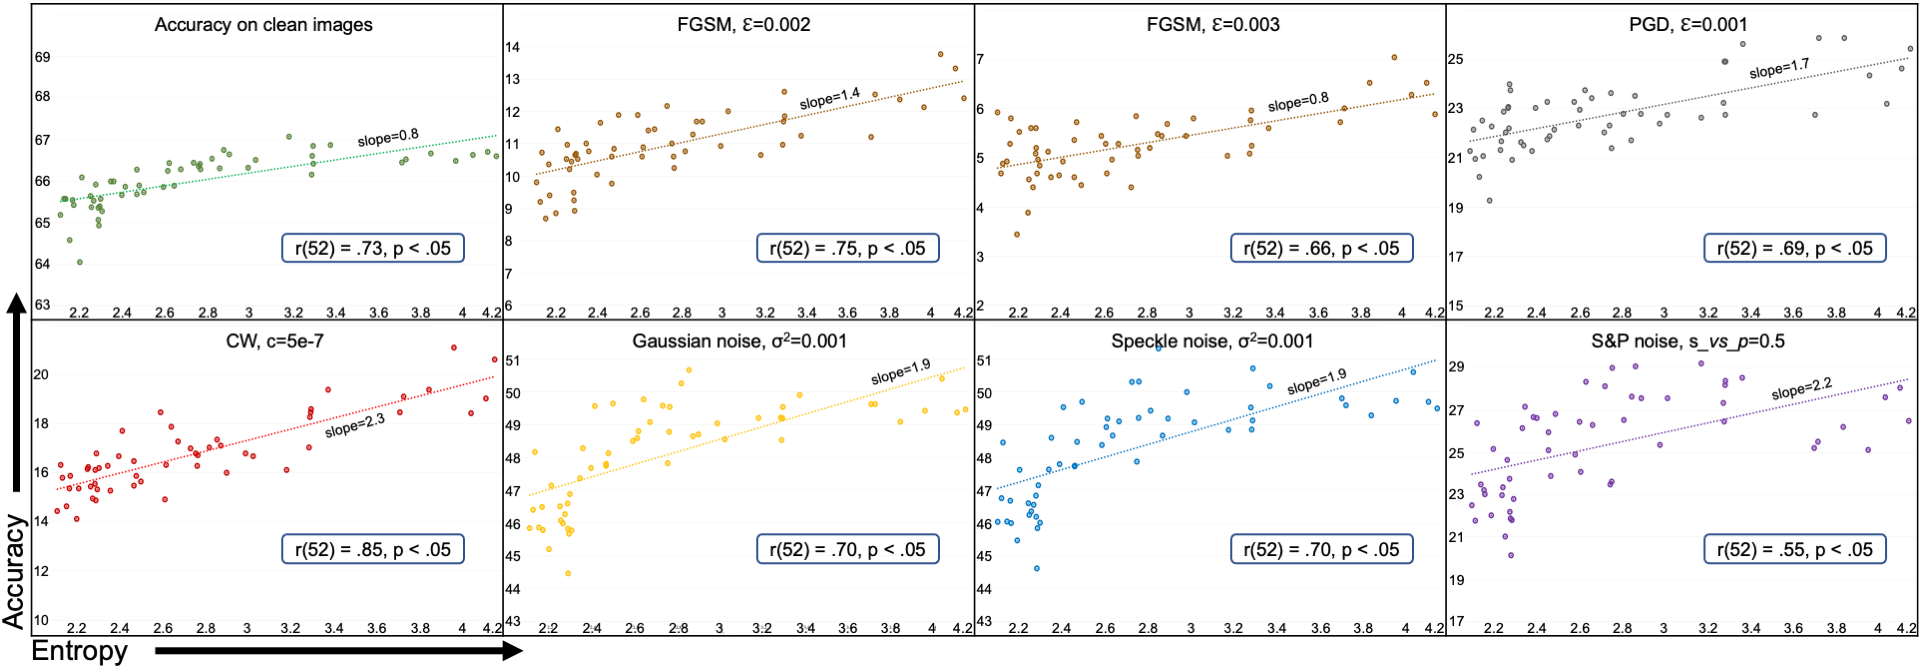 Accuracy on clean images
69
68
67
66
65
64
63
slope=0.8
r(52) = .73, p < .05
2.2 2.4 2.6 2.8 3 3.2 3.4 3.6 3.8 4 4.2
FGSM, Ɛ=0.002
14
13
12
11
10
9
8
7
6
slope=1.4
r(52) = .75, p < .05
2.2 2.4 2.6 2.8 3 3.2 3.4 3.6 3.8 4 4.2
FGSM, Ɛ=0.003
7
6
5
4
3
2
slope=0.8
r(52) = .66, p < .05
2.2 2.4 2.6 2.8 3 3.2 3.4 3.6 3.8 4 4.2
PGD, Ɛ=0.001
25
23
21
19
17
15
slope=1.7
r(52) = .69, p < .05
2.2 2.4 2.6 2.8 3 3.2 3.4 3.6 3.8 4 4.2
CW, c=5e-7
20
18
16
14
12
10
slope=2.3
r(52) = .85, p < .05
2.2 2.4 2.6 2.8 3 3.2 3.4 3.6 3.8 4 4.2
Gaussian noise, σ²=0.001
51
50
49
48
47
46
45
44
43
slope=1.9
r(52) = .70, p < .05
2.2 2.4 2.6 2.8 3 3.2 3.4 3.6 3.8 4 4.2
Speckle noise, σ²=0.001
51
50
49
48
47
46
45
44
43
slope=1.9
r(52) = .70, p < .05
2.2 2.4 2.6 2.8 3 3.2 3.4 3.6 3.8 4 4.2
S&P noise, s_vs_p=0.5
29
27
25
23
21
19
17
slope=2.2
r(52) = .55, p < .05
2.2 2.4 2.6 2.8 3 3.2 3.4 3.6 3.8 4 4.2
Accuracy
Entropy